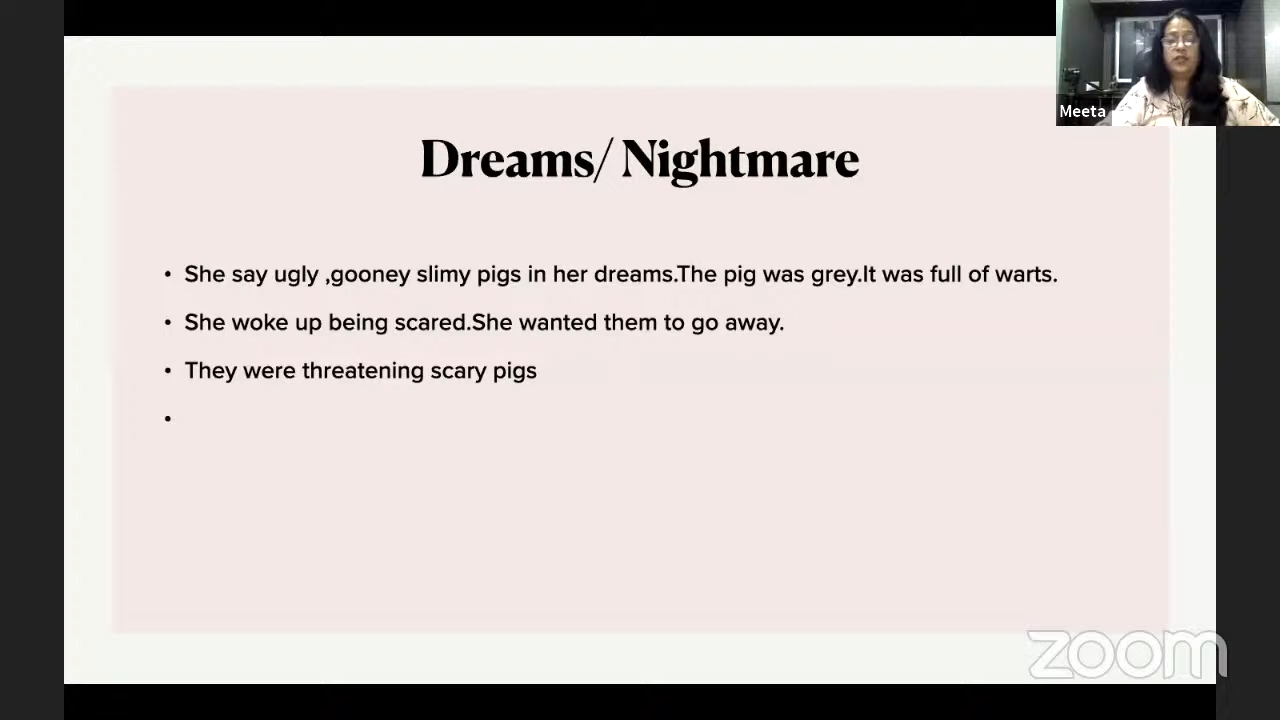 Meeta
Dreams/ Nightmare
• She say ugly ,gooney slimy pigs in her dreams.The pig was grey.It was full of warts.
• She woke up being scared.She wanted them to go away.
• They were threatening scary pigs
•
zoom